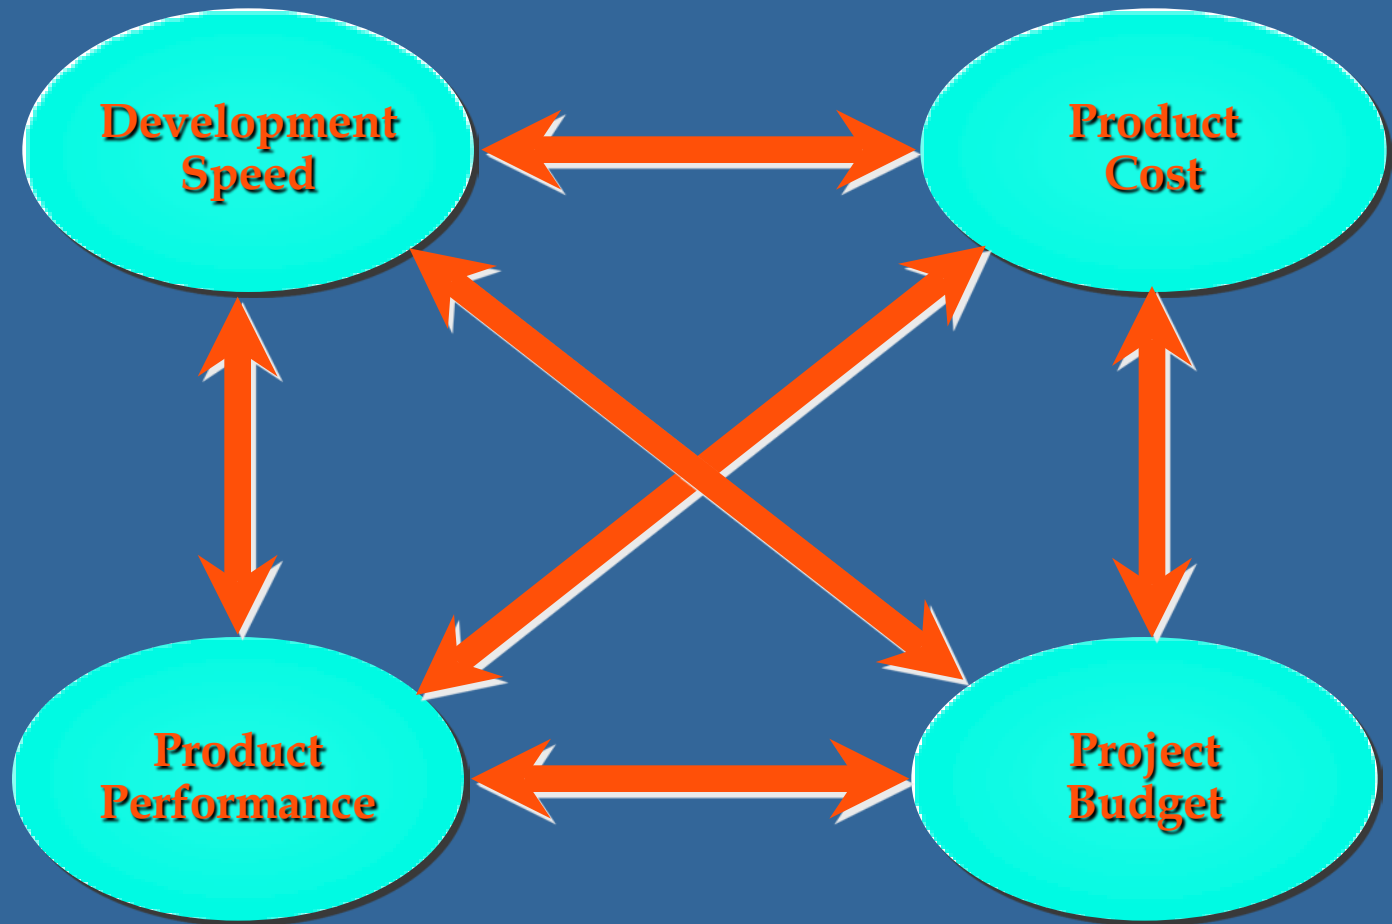 Development
Speed
Product
Cost
Product
Performance
Project
Budget